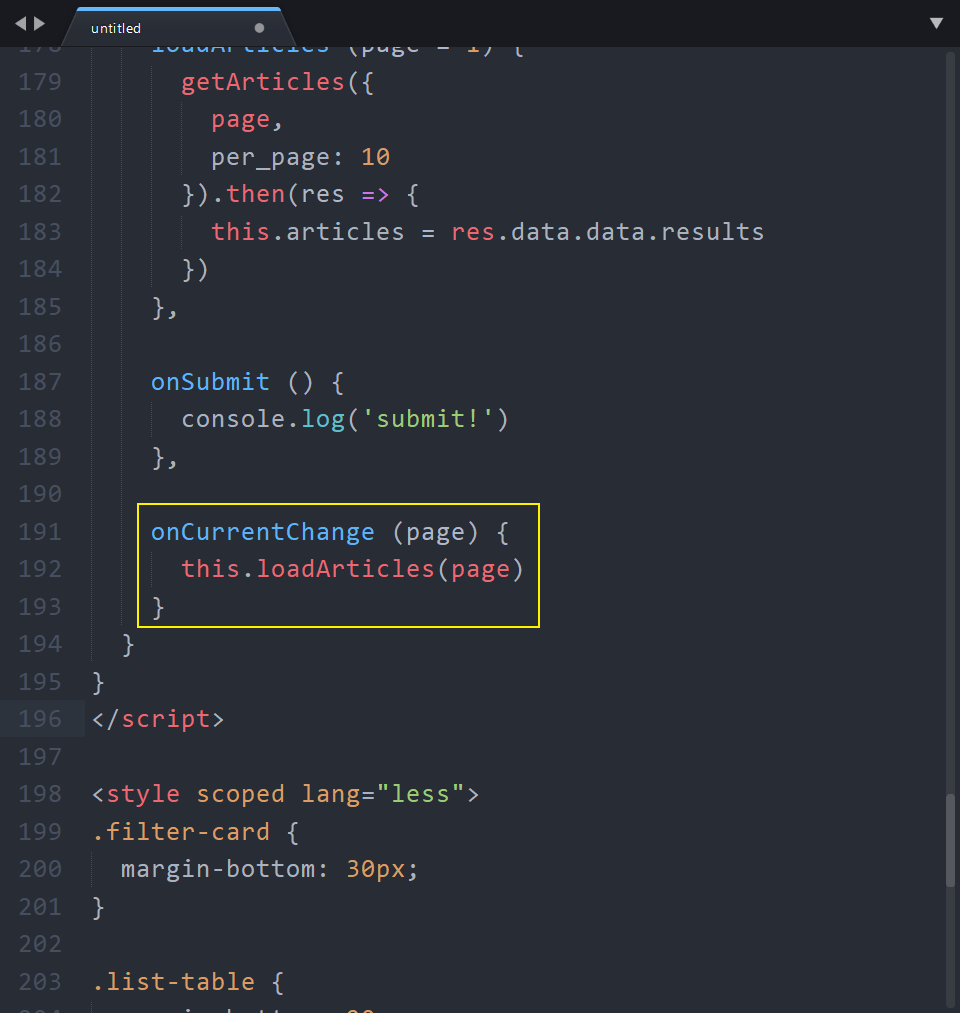 untitled
178 loadArticles (page = 1) {
179 getArticles({
180 page,
181 per_page: 10
182 }).then(res => {
183 this.articles = res.data.data.results
184 })
185 },
186
187 onSubmit () {
188 console.log('submit!')
189 },
190
191 onCurrentChange (page) {
192 this.loadArticles(page)
193 }
194 }
195 }
196 </script>
197
198 <style scoped lang="less">
199 .filter-card {
200 margin-bottom: 30px;
201 }
202
203 .list-table {